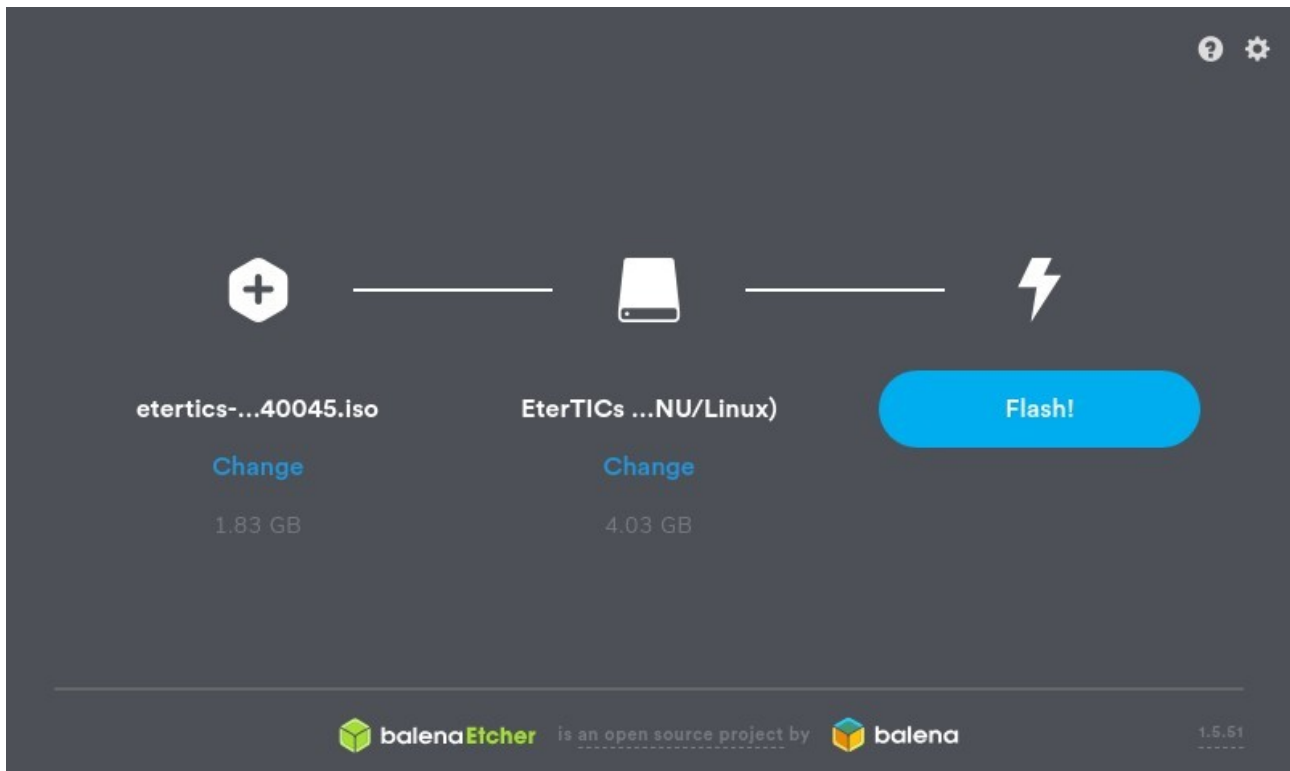 etertics-...40045.iso
EterTICs ...NU/Linux)
Flash!
Change
Change
1.83 GB
4.03 GB
balenaEtcher is an open source project by balena
1.5.51